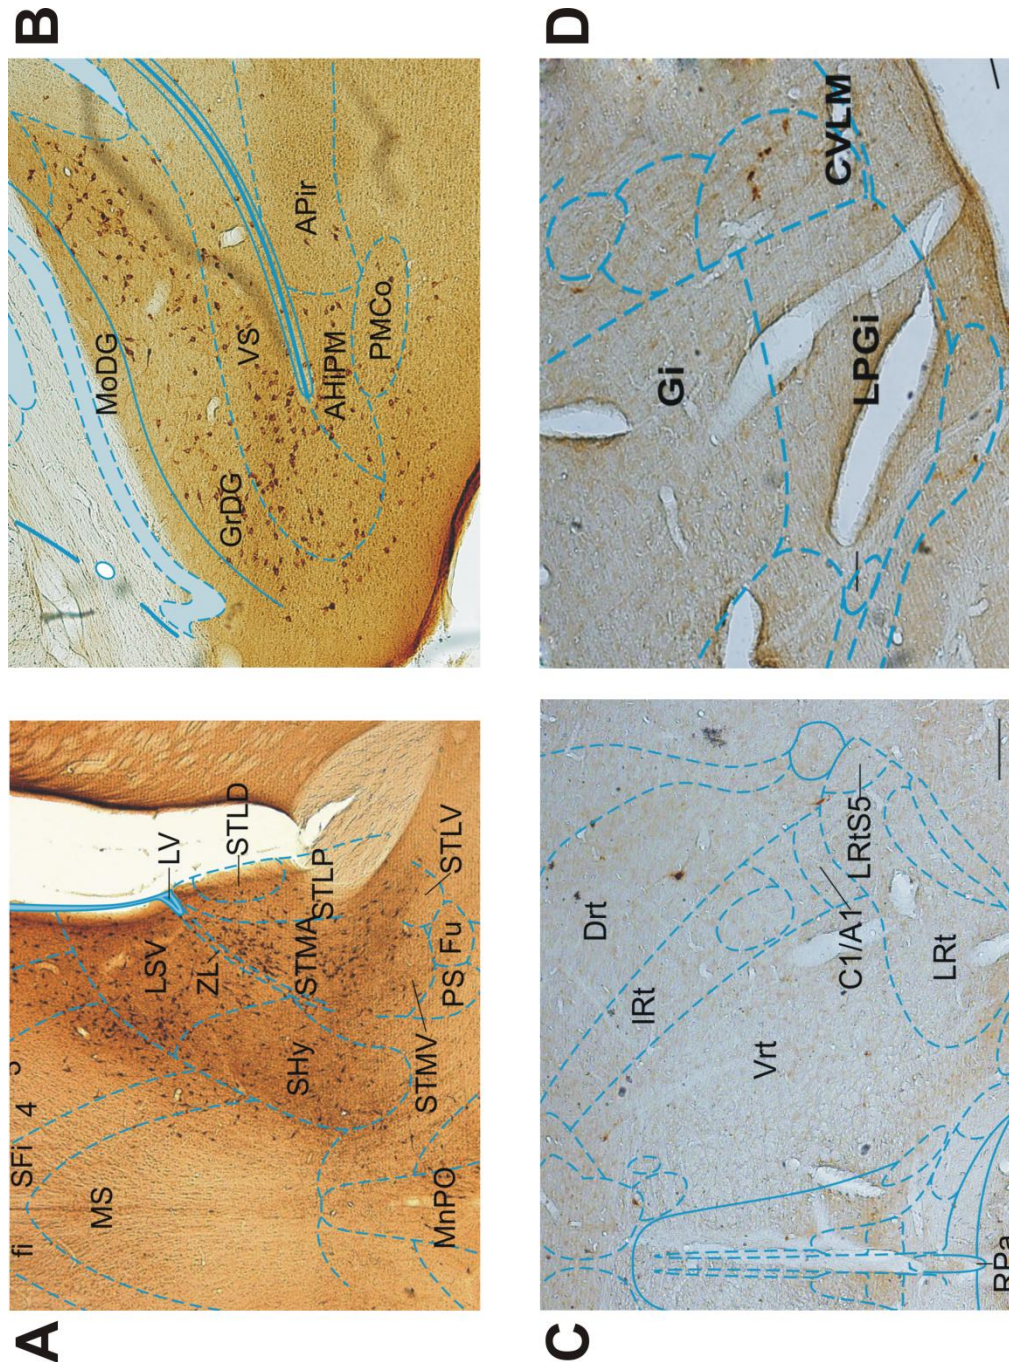 A
fi
SFi
4
MS
LSV
LV
ZL
STLD
SHy
STMA
STLP
MnPO
STMV
PS
Fu
STLV
B
MoDG
GrDG
VS
AHiPM
APir
PMCo
C
Drt
IRt
Vrt
C1/A1
LRtS5
LRt
RPa
D
Gi
LPGi
CVLM